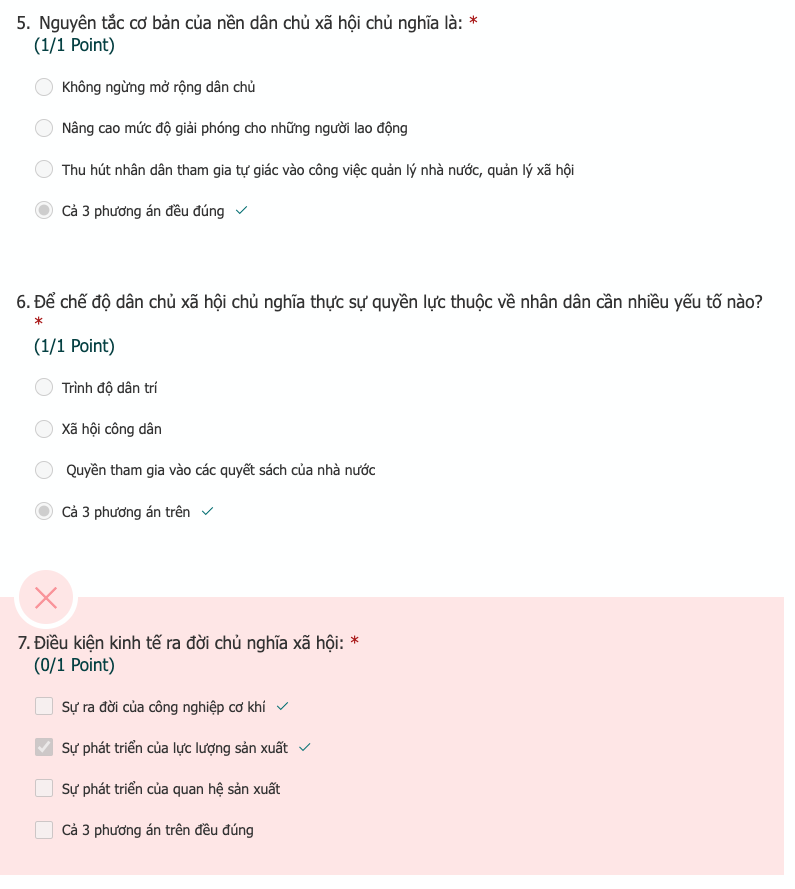 5. Nguyên tắc cơ bản của nền dân chủ xã hội chủ nghĩa là: *
(1/1 Point)
Không ngừng mở rộng dân chủ
Nâng cao mức độ giải phóng cho những người lao động
Thu hút nhân dân tham gia tự giác vào công việc quản lý nhà nước, quản lý xã hội
Cả 3 phương án đều đúng
6. Để chế độ dân chủ xã hội chủ nghĩa thực sự quyền lực thuộc về nhân dân cần nhiều yếu tố nào?
*
(1/1 Point)
Trình độ dân trí
Xã hội công dân
Quyền tham gia vào các quyết sách của nhà nước
Cả 3 phương án trên
7. Điều kiện kinh tế ra đời chủ nghĩa xã hội: *
(0/1 Point)
Sự ra đời của công nghiệp cơ khí
Sự phát triển của lực lượng sản xuất
Sự phát triển của quan hệ sản xuất
Cả 3 phương án trên đều đúng